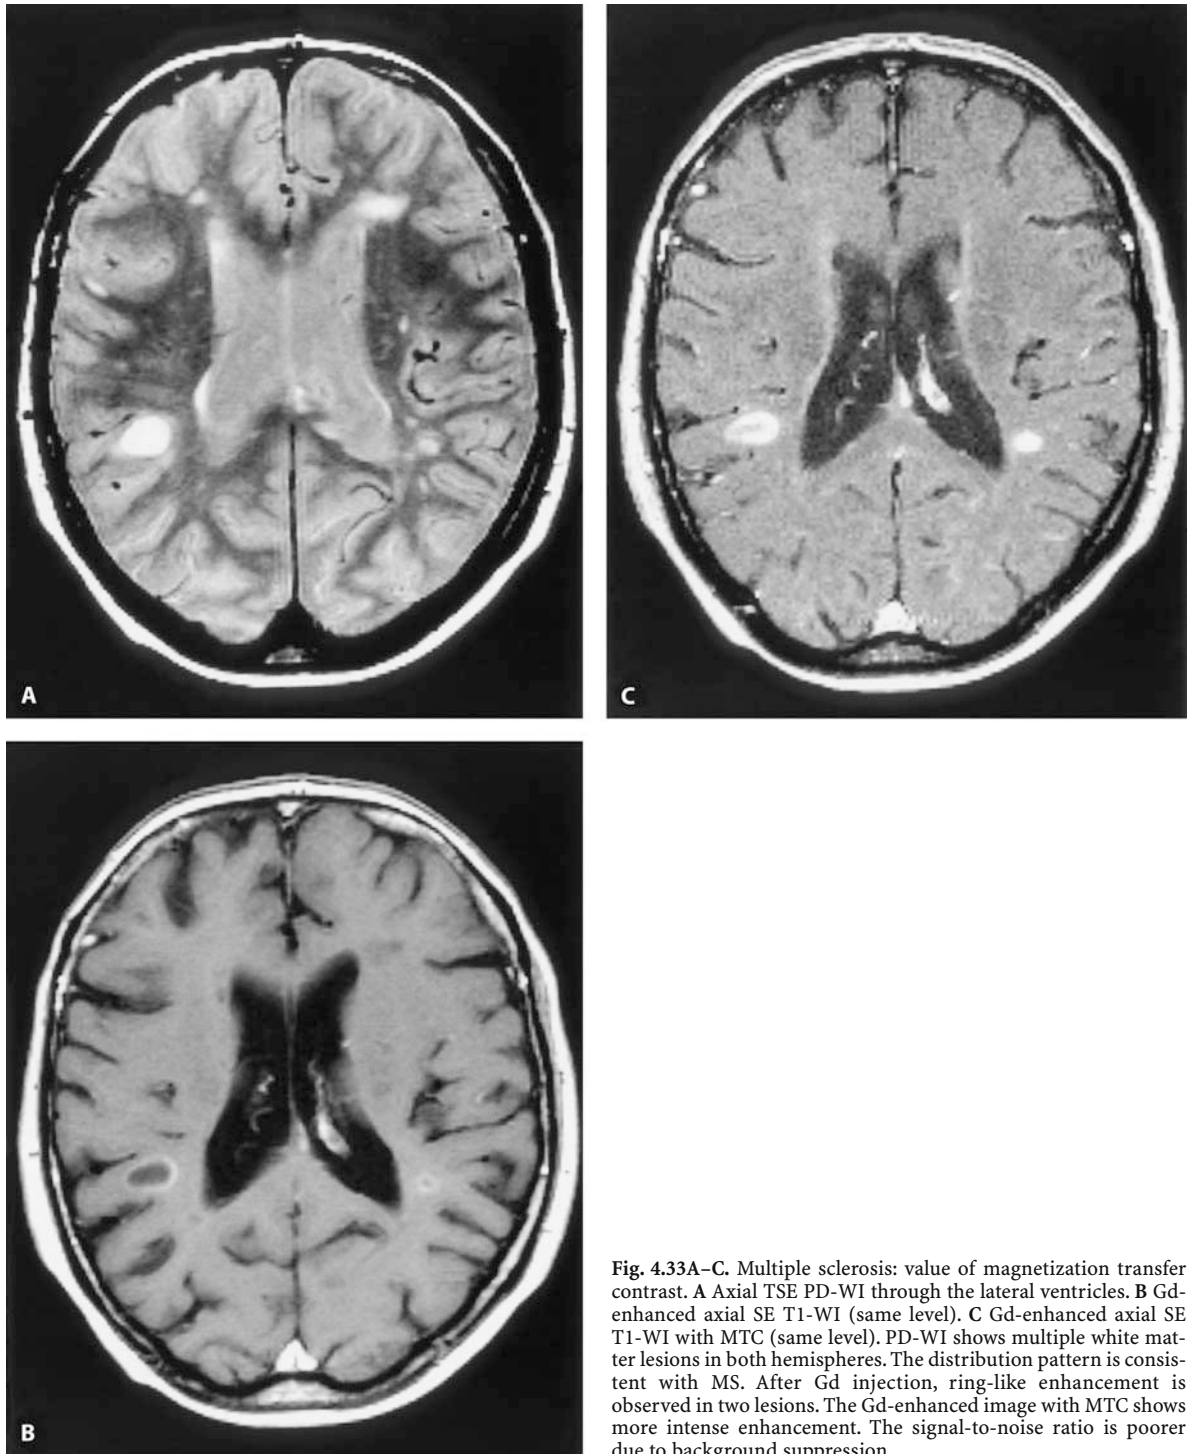 A
C
B
Fig. 4.33A–C. Multiple sclerosis: value of magnetization transfer
contrast. A Axial TSE PD-WI through the lateral ventricles. B Gd-
enhanced axial SE T1-WI (same level). C Gd-enhanced axial SE
T1-WI with MTC (same level). PD-WI shows multiple white mat-
ter lesions in both hemispheres. The distribution pattern is consis-
tent with MS. After Gd injection, ring-like enhancement is
observed in two lesions. The Gd-enhanced image with MTC shows
more intense enhancement. The signal-to-noise ratio is poorer
due to background suppression